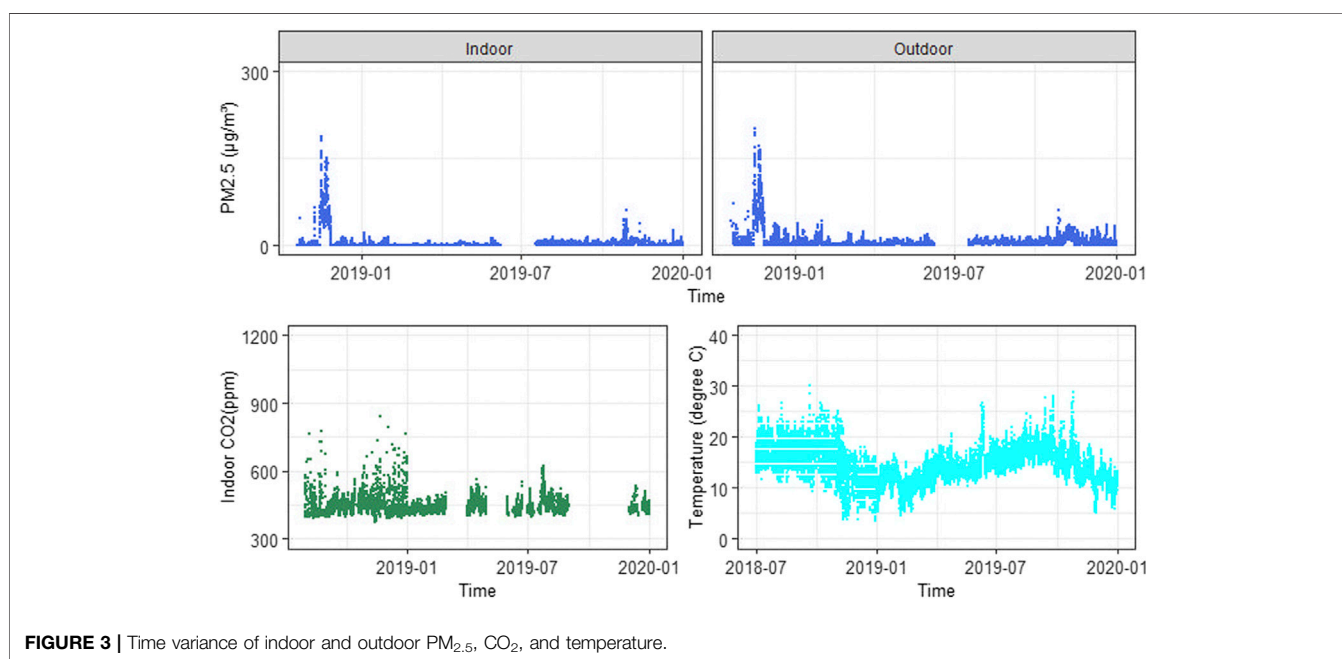 Indoor
Outdoor
300
0
PM2.5 (µg/m³)
2019-01
2019-07
2020-01
2019-01
2019-07
2020-01
Time
1200
900
600
300
Indoor CO2(ppm)
2019-01
2019-07
2020-01
Time
40
30
20
10
0
Temperature (degree C)
2018-07
2019-01
2019-07
2020-01
Time
FIGURE 3 | Time variance of indoor and outdoor PM2.5, CO2, and temperature.